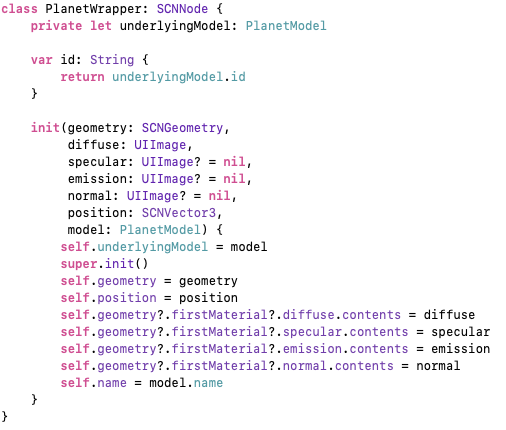 class PlanetWrapper: SCNNode {
    private let underlyingModel: PlanetModel

    var id: String {
        return underlyingModel.id
    }

    init(geometry: SCNGeometry,
         diffuse: UIImage,
         specular: UIImage? = nil,
         emission: UIImage? = nil,
         normal: UIImage? = nil,
         position: SCNVector3,
         model: PlanetModel) {
        self.underlyingModel = model
        super.init()
        self.geometry = geometry
        self.position = position
        self.geometry?.firstMaterial?.diffuse.contents = diffuse
        self.geometry?.firstMaterial?.specular.contents = specular
        self.geometry?.firstMaterial?.emission.contents = emission
        self.geometry?.firstMaterial?.normal.contents = normal
        self.name = model.name
    }
}